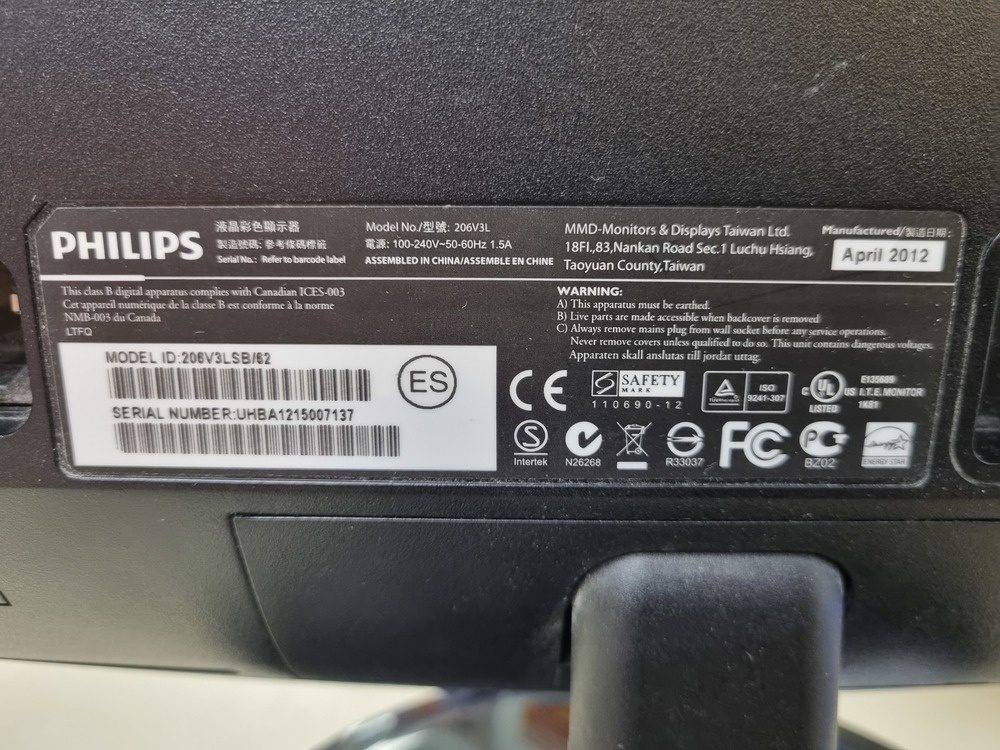 PHILIPS
液晶彩色顯示器
製造號碼: 參考條碼標籤
Serial No.: Refer to barcode label
Model No./型號: 206V3L
電源: 100-240V~50-60Hz 1.5A
ASSEMBLED IN CHINA/ASSEMBLE EN CHINE
MMD-Monitors & Displays Taiwan Ltd.
18Fl.,83,Nankan Road Sec.1 Luchu Hsiang,
Taoyuan County,Taiwan
Manufactured/製造日期:
April 2012
This class B digital apparatus complies with Canadian ICES-003
Cet appareil numérique de la classe B est conforme à la norme
NMB-003 du Canada
LTFQ
WARNING:
A) This apparatus must be earthed.
B) Live parts are made accessible when backcover is removed
C) Always remove mains plug from wall socket before any service operations.
Never remove covers unless qualified to do so. This unit contains dangerous voltages.
Apparaten skall anslutas till jordat uttag.
MODEL ID:206V3LSB/62
SERIAL NUMBER:UHBA1215007137
ES
CE
S SAFETY
MARK
110690-12
ISO
9241-307
C UL US
LISTED
E135689
I.T.E. MONITOR
1K81
S
Intertek
N26268
R33037
FC
PCT
BZ02
energy
ENERGY STAR